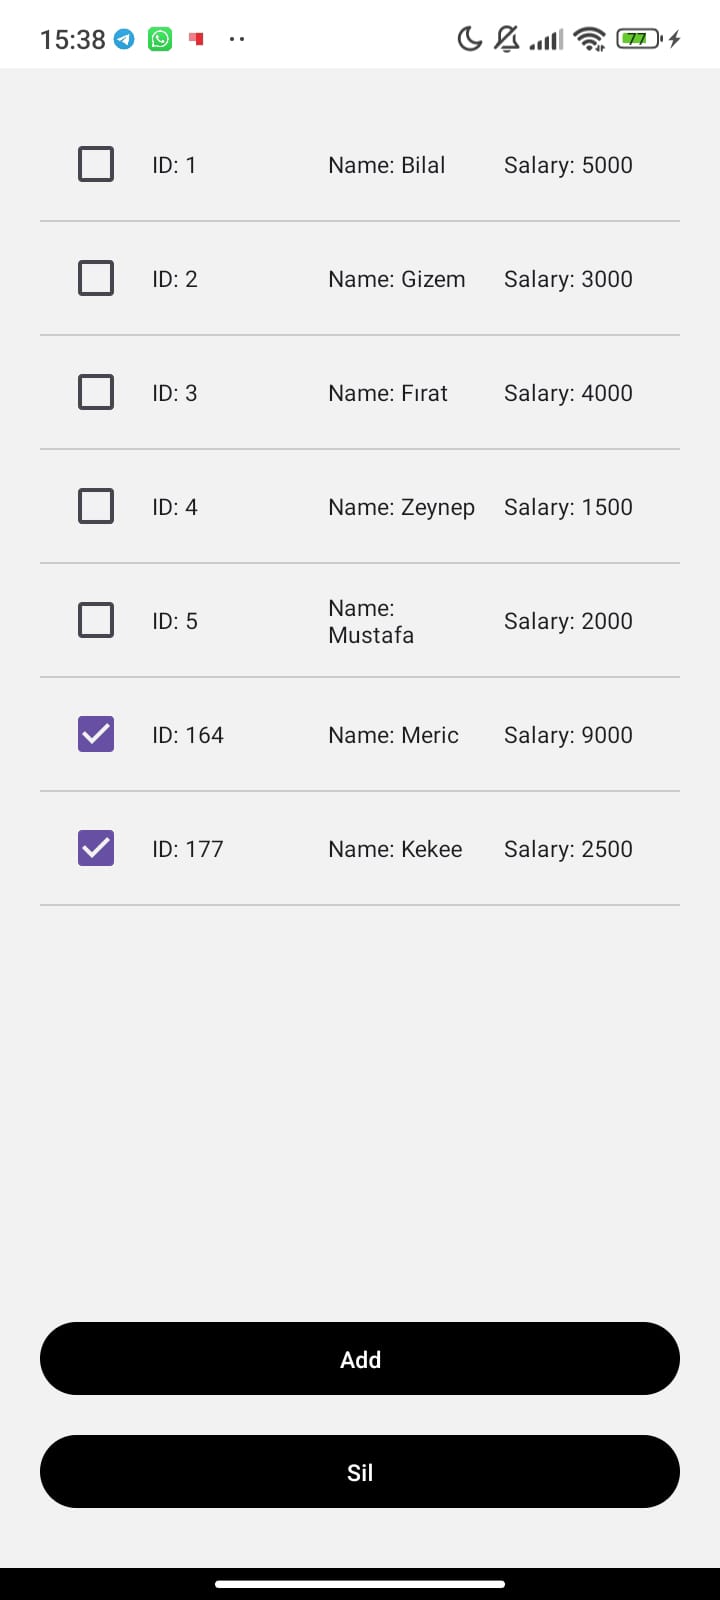 15:38
77
ID: 1 Name: Bilal Salary: 5000
ID: 2 Name: Gizem Salary: 3000
ID: 3 Name: Fırat Salary: 4000
ID: 4 Name: Zeynep Salary: 1500
ID: 5 Name: Mustafa Salary: 2000
ID: 164 Name: Meric Salary: 9000
ID: 177 Name: Kekee Salary: 2500
Add
Sil